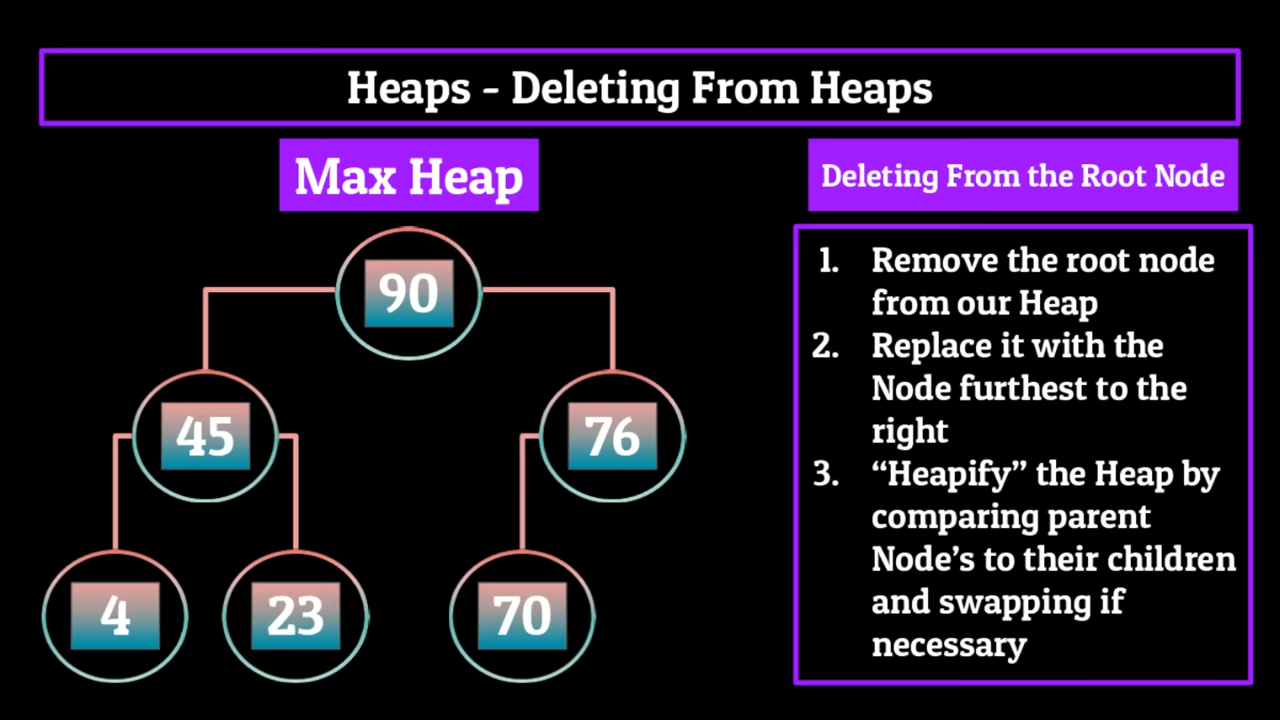 Heaps - Deleting From Heaps
Max Heap
90
45
76
4
23
70
Deleting From the Root Node
1. Remove the root node
from our Heap
2. Replace it with the
Node furthest to the
right
3. “Heapify” the Heap by
comparing parent
Node’s to their children
and swapping if
necessary